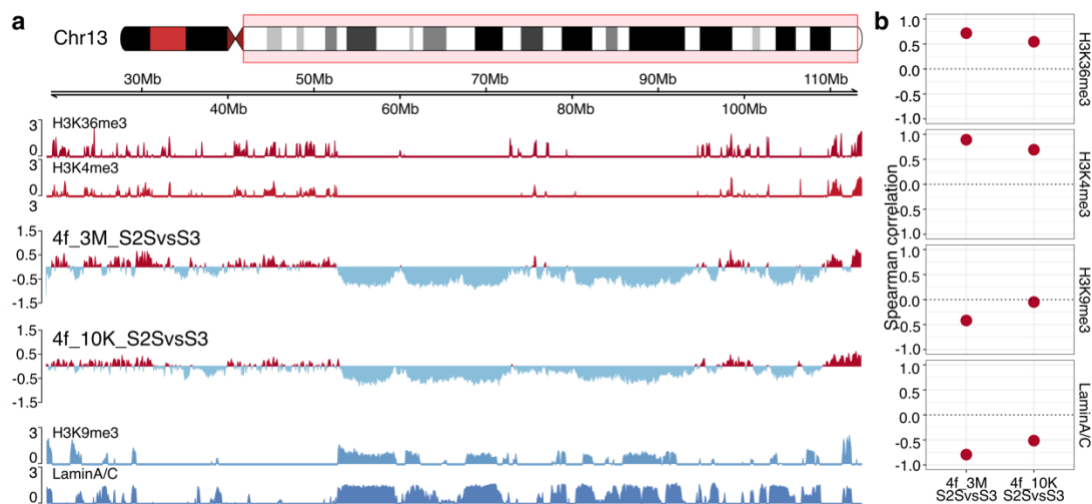 a
Chr13
30Mb 50Mb 70Mb 90Mb 110Mb
40Mb 60Mb 80Mb 100Mb
3 H3K36me3
0
3 H3K4me3
0
3
4f_3M_S2SvsS3
1.5
0.5
-0.5
-1.5
4f_10K_S2SvsS3
1.5
0.5
-0.5
-1.5
3 H3K9me3
0
3 LaminA/C
0
b
Spearman correlation
1.0
0.5
0.0
-0.5
-1.0
H3K36me3
1.0
0.5
0.0
0.5
1.0
H3K4me3
1.0
0.5
0.0
-0.5
-1.0
H3K9me3
1.0
0.5
0.0
-0.5
-1.0
LaminA/C
4f_3M 4f_10K
S2SvsS3 S2SvsS3